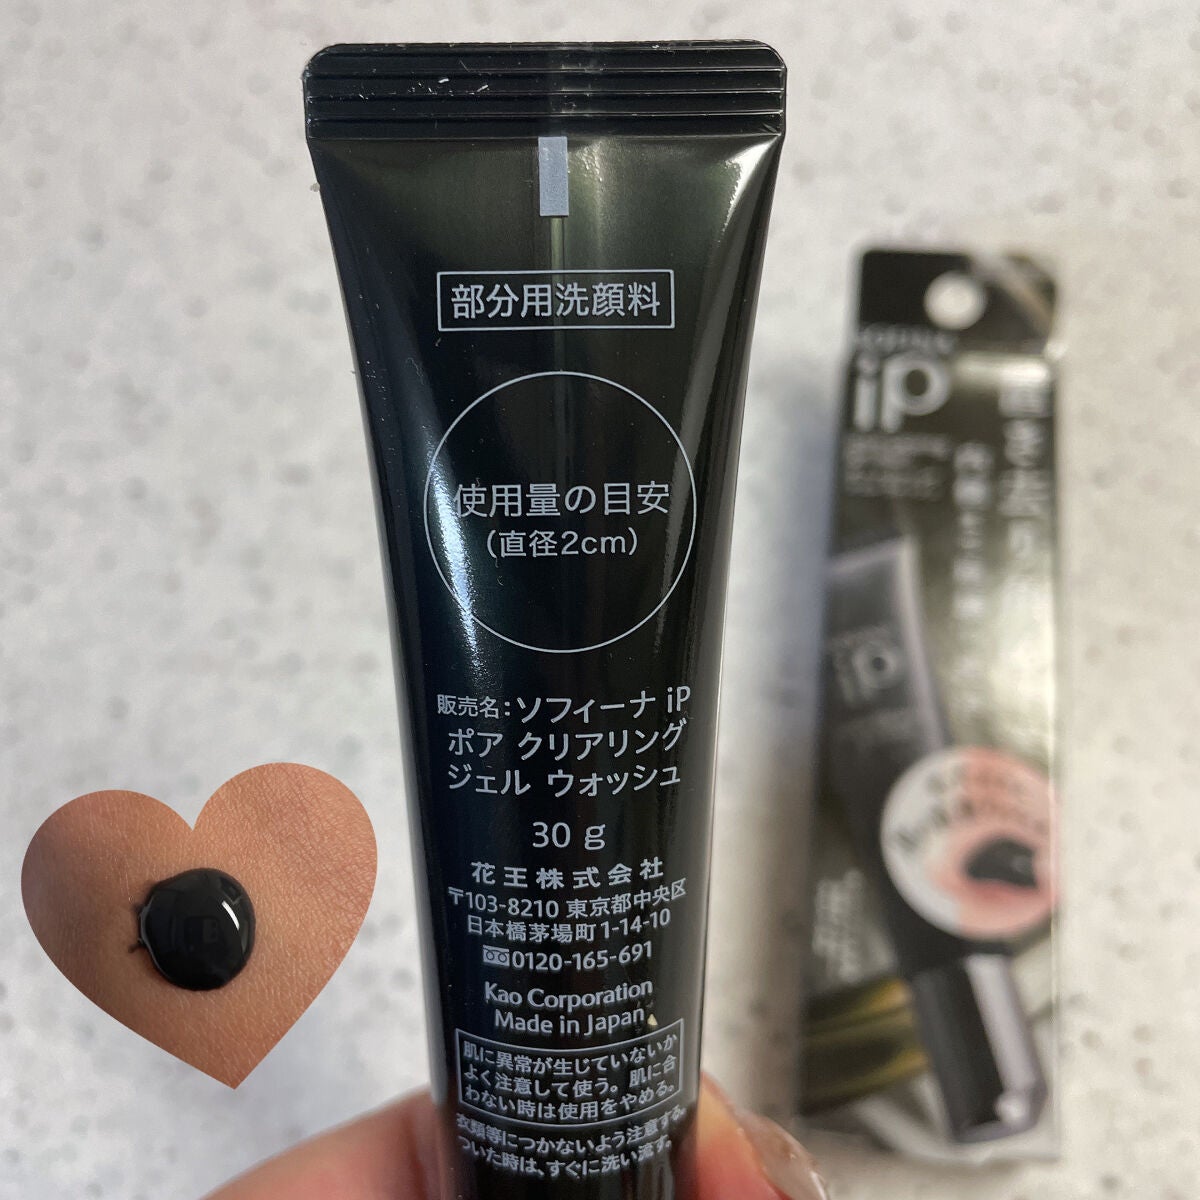 部分用洗顔料
使用量の目安
(直径2cm)
販売名:ソフィーナ iP
ポア クリアリング
ジェル ウォッシュ
30 g
花王株式会社
〒103-8210 東京都中央区
日本橋茅場町1-14-10
0120-165-691
Kao Corporation
Made in Japan
肌に異常が生じていないか
よく注意して使う。肌に合
わない時は使用をやめる。
衣類等につかないよう注意する。
ついた時は、すぐに洗い流す。
iP
iP